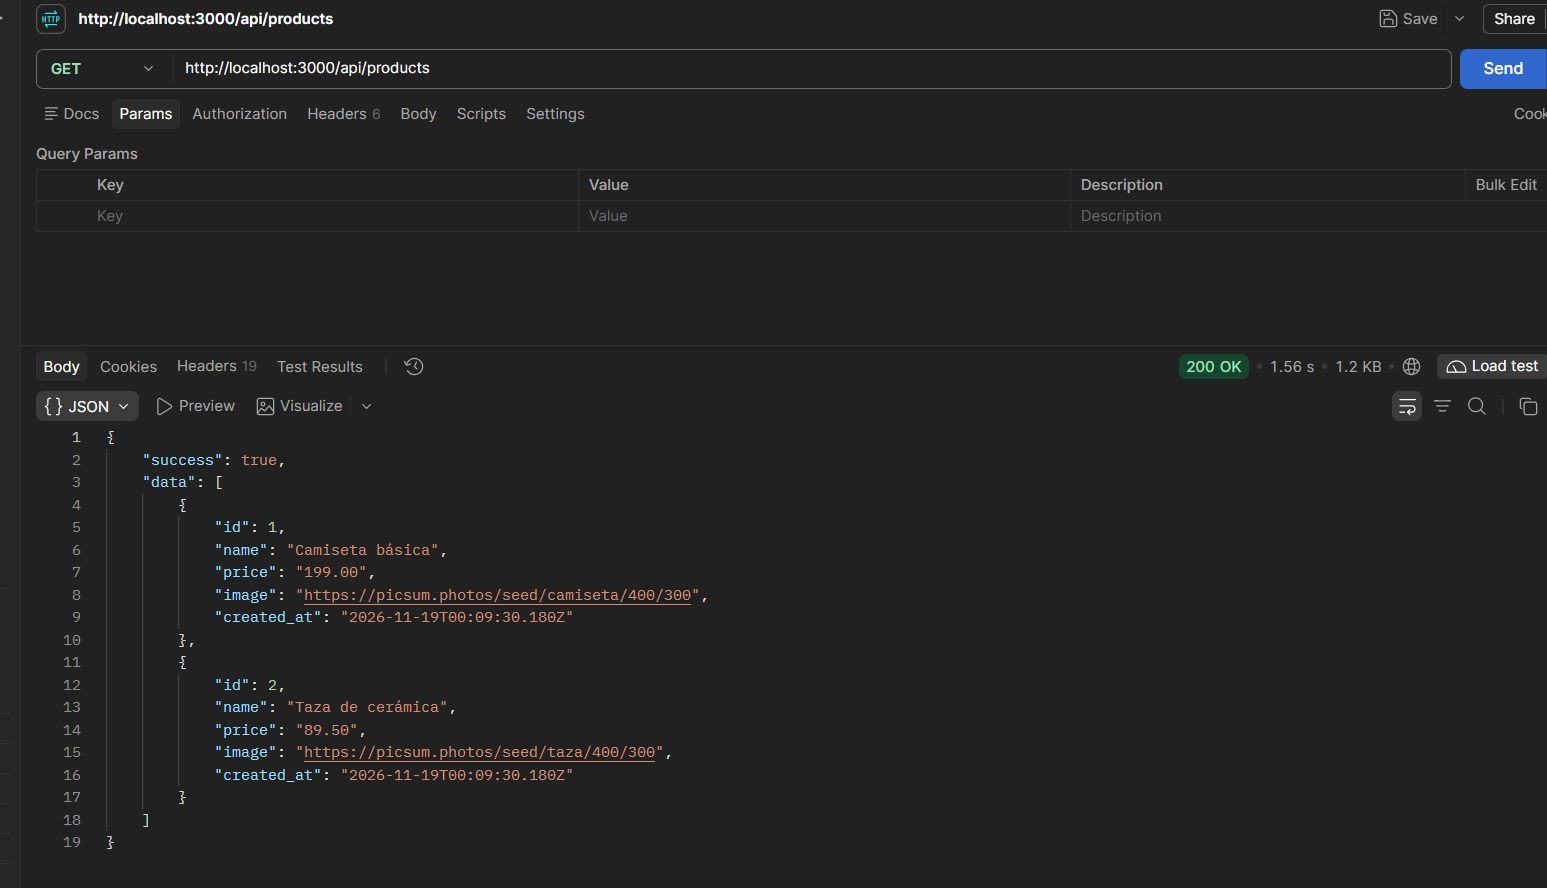 HTTP http://localhost:3000/api/products Save Share
GET http://localhost:3000/api/products Send
Docs Params Authorization Headers 6 Body Scripts Settings Cook
Query Params
Key Value Description Bulk Edit
Key Value Description
Body Cookies Headers 19 Test Results 200 OK • 1.56 s • 1.2 KB • Load test
{} JSON Preview Visualize
1 {
2 "success": true,
3 "data": [
4 {
5 "id": 1,
6 "name": "Camiseta básica",
7 "price": "199.00",
8 "image": "https://picsum.photos/seed/camiseta/400/300",
9 "created_at": "2026-11-19T00:09:30.180Z"
10 },
11 {
12 "id": 2,
13 "name": "Taza de cerámica",
14 "price": "89.50",
15 "image": "https://picsum.photos/seed/taza/400/300",
16 "created_at": "2026-11-19T00:09:30.180Z"
17 }
18 ]
19 }